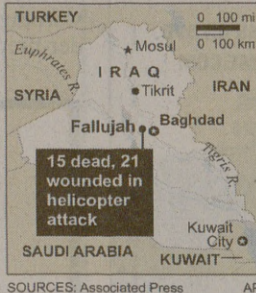 TURKEY
0 100 mi
0 100 km
Euphrates R.
Mosul
IRAQ
IRAN
SYRIA
Tikrit
Fallujah
Baghdad
15 dead, 21
wounded in
helicopter
attack
Tigris R.
Kuwait
City
SAUDI ARABIA
KUWAIT
SOURCES: Associated Press
AP